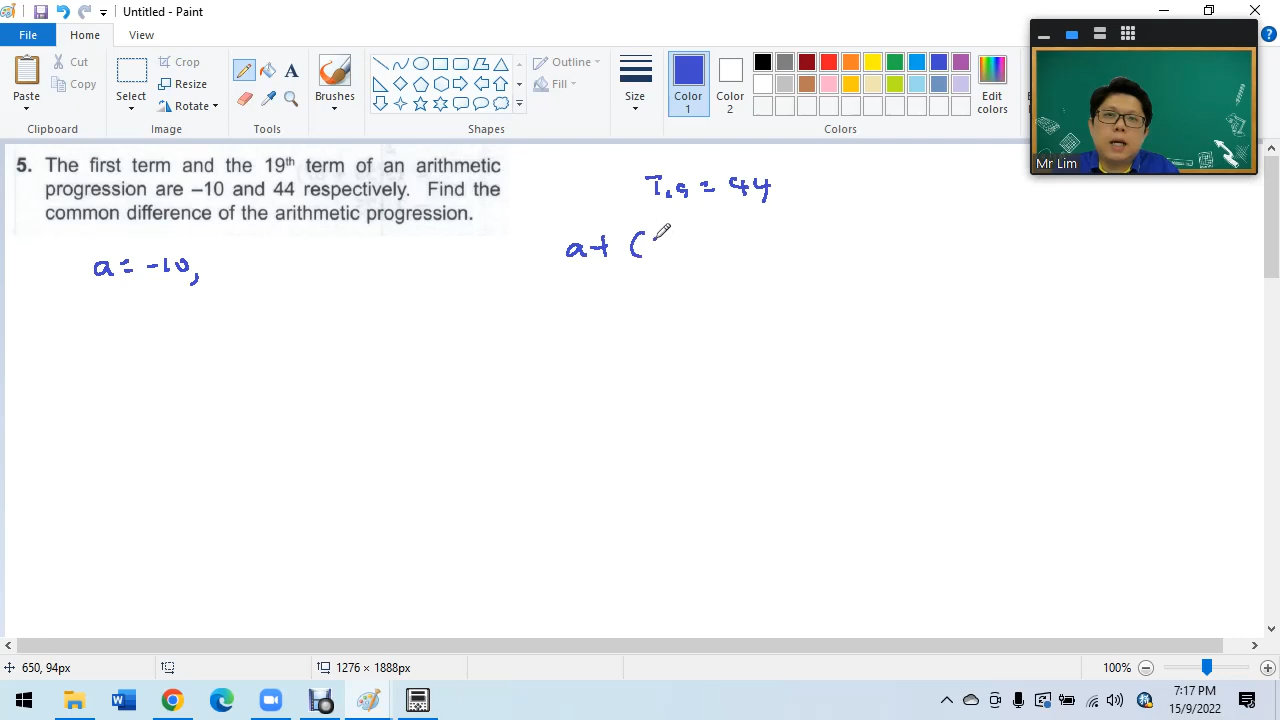 Untitled - Paint
File Home View
Paste
Cut
Copy
Clipboard
Select
Crop
Resize
Rotate
Image
A
Tools
Brushes
Outline
Fill
Shapes
Size
Color 1
Color 2
Edit colors
Colors
Mr Lim
5. The first term and the 19th term of an arithmetic
progression are –10 and 44 respectively. Find the
common difference of the arithmetic progression.
a = -10,
T19 = 44
a + (
650, 94px
1276 × 1888px
100%
7:17 PM
15/9/2022